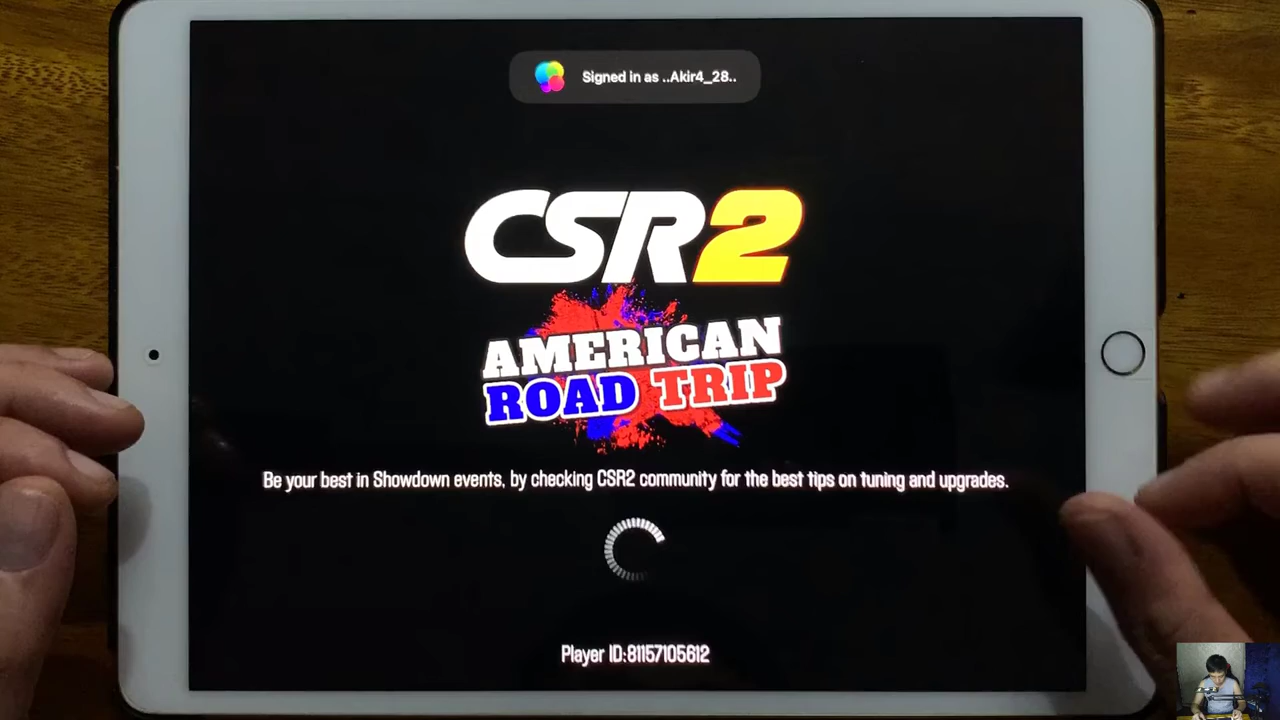 Signed in as ..Akir4_28..
CSR2
AMERICAN
ROAD TRIP
Be your best in Showdown events, by checking CSR2 community for the best tips on tuning and upgrades.
Player ID:81157105612